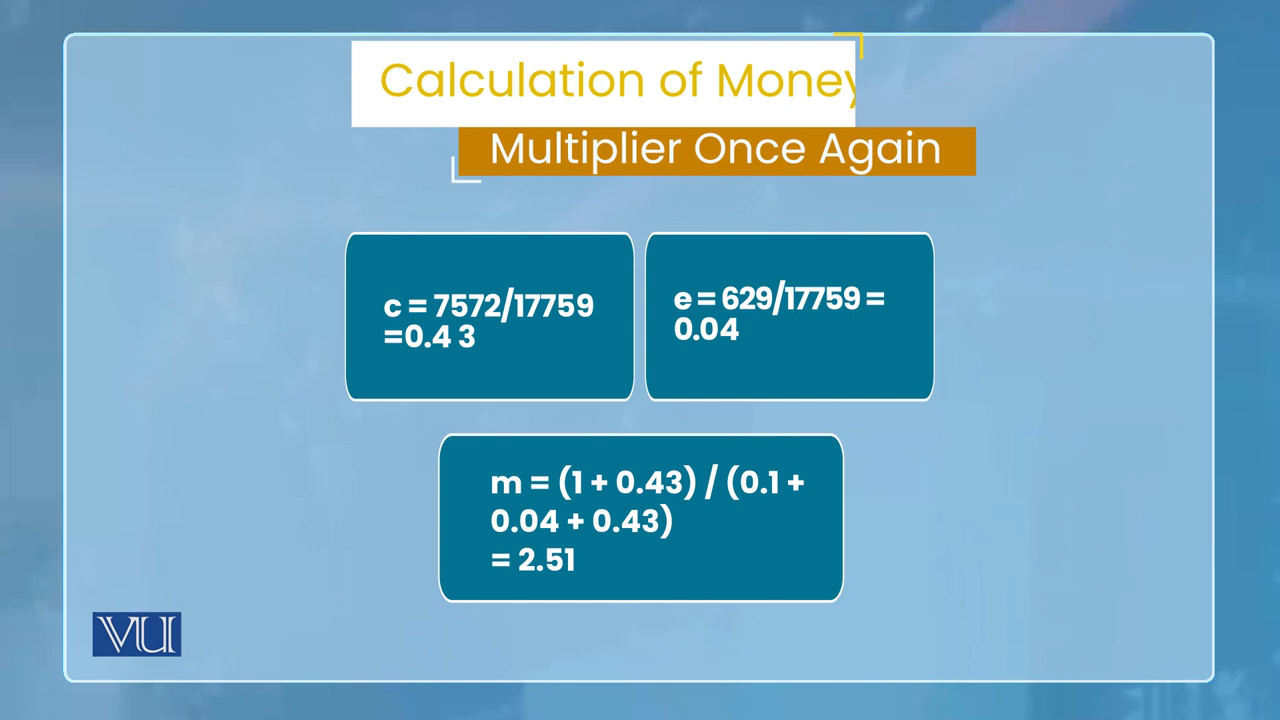 Calculation of Money
Multiplier Once Again
c = 7572/17759
=0.4 3
e = 629/17759 =
0.04
m = (1 + 0.43) / (0.1 +
0.04 + 0.43)
= 2.51
VU